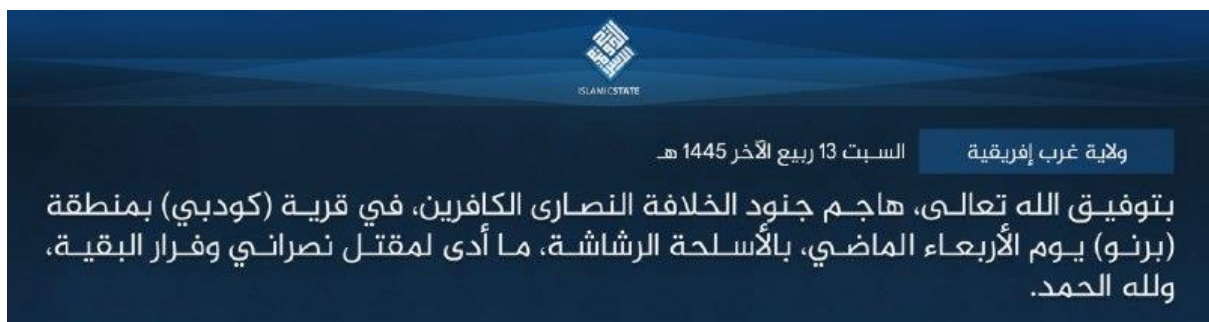 ISLAMICSTATE
ولاية غرب إفريقية السبت 13 ربيع الآخر 1445 هـ
بتوفيق الله تعالى، هاجم جنود الخلافة النصارى الكافرين، في قرية (كودبي) بمنطقة
(برنو) يوم الأربعاء الماضي، بالأسلحة الرشاشة، ما أدى لمقتل نصراني وفرار البقية،
ولله الحمد.